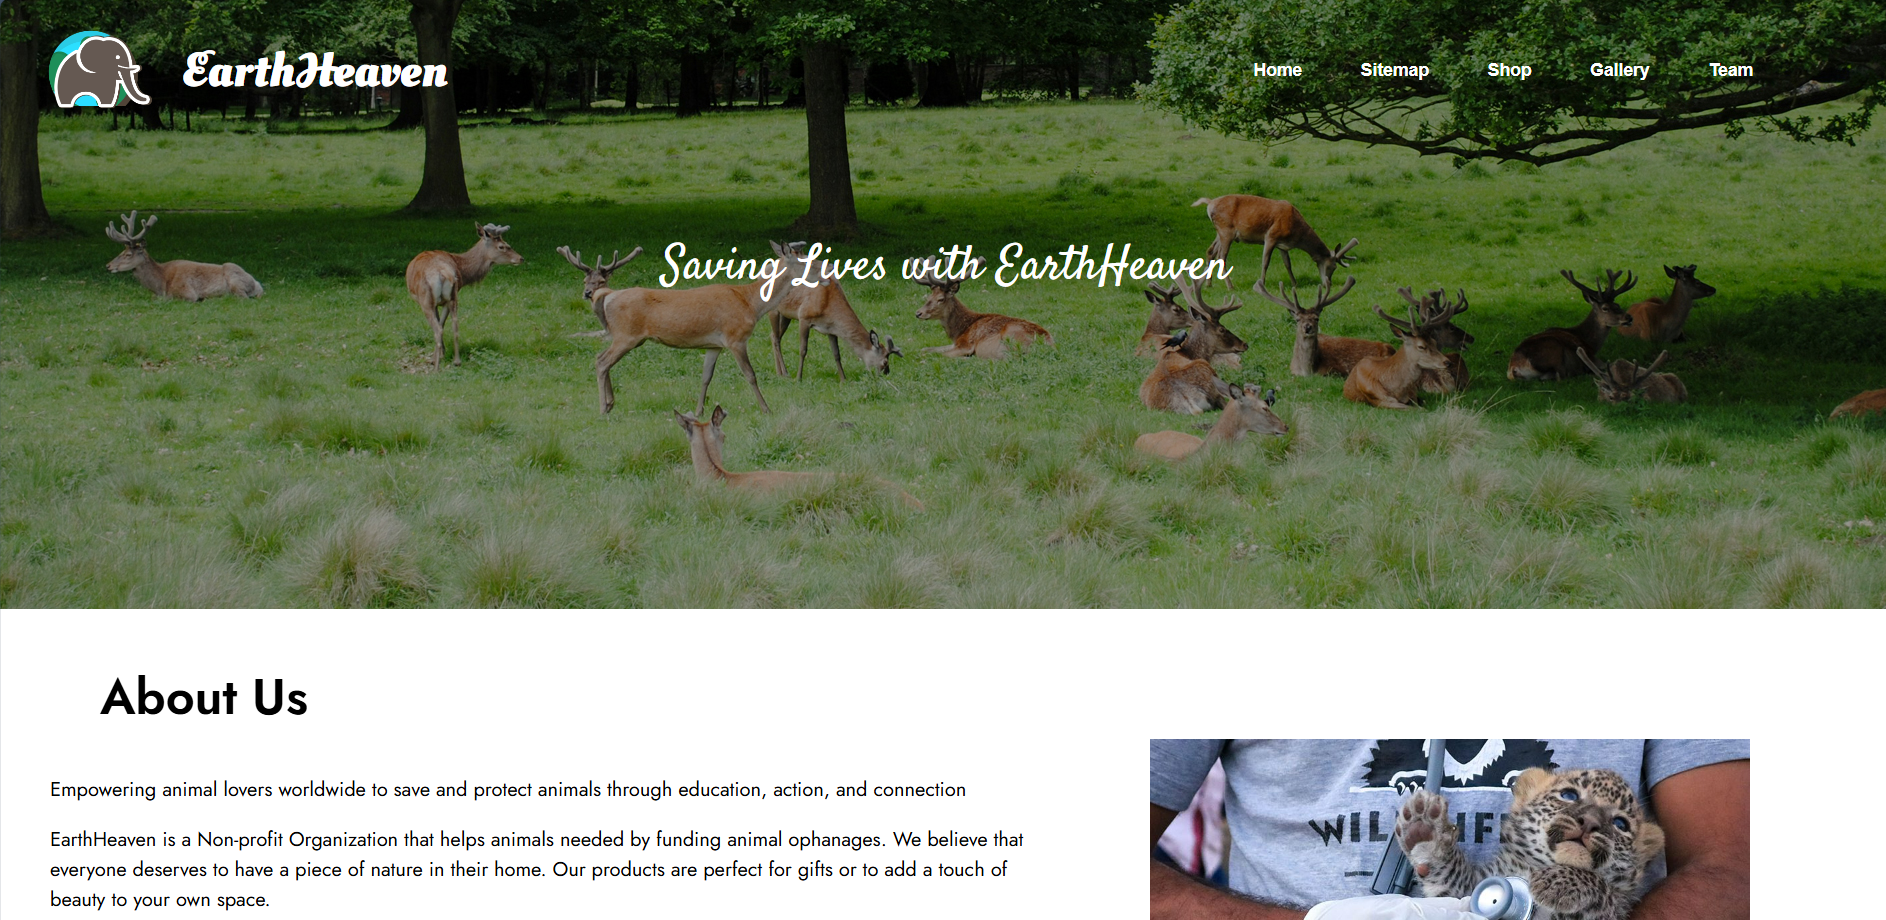 EarthHeaven
Home Sitemap Shop Gallery Team
Saving Lives with EarthHeaven
About Us
Empowering animal lovers worldwide to save and protect animals through education, action, and connection
EarthHeaven is a Non-profit Organization that helps animals needed by funding animal ophanages. We believe that
everyone deserves to have a piece of nature in their home. Our products are perfect for gifts or to add a touch of
beauty to your own space.